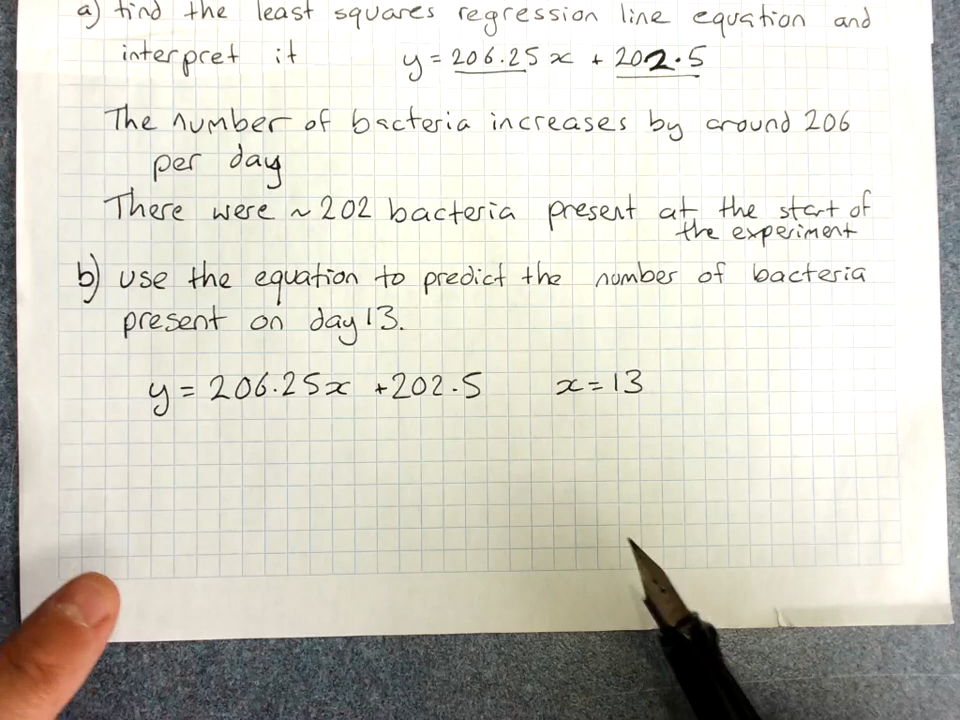 a) find the least squares regression line equation and
interpret it y = 206.25x + 202.5
The number of bacteria increases by around 206
per day
There were ~ 202 bacteria present at the start of
the experiment
b) use the equation to predict the number of bacteria
present on day 13.
y = 206.25x + 202.5 x = 13